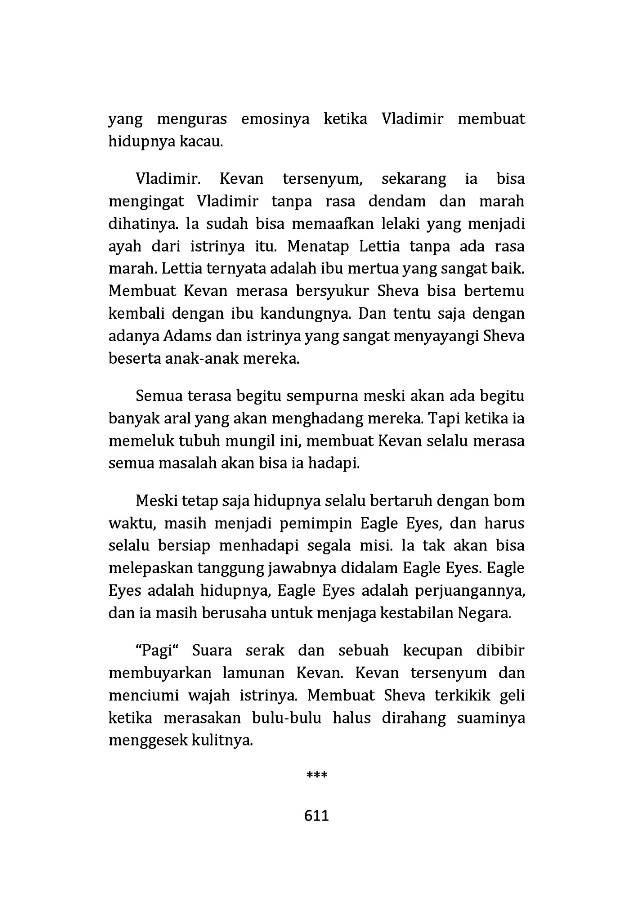 yang menguras emosinya ketika Vladimir membuat
hidupnya kacau.
Vladimir. Kevan tersenyum, sekarang ia bisa
mengingat Vladimir tanpa rasa dendam dan marah
dihatinya. Ia sudah bisa memaafkan lelaki yang menjadi
ayah dari istrinya itu. Menatap Lettia tanpa ada rasa
marah. Lettia ternyata adalah ibu mertua yang sangat baik.
Membuat Kevan merasa bersyukur Sheva bisa bertemu
kembali dengan ibu kandungnya. Dan tentu saja dengan
adanya Adams dan istrinya yang sangat menyayangi Sheva
beserta anak-anak mereka.
Semua terasa begitu sempurna meski akan ada begitu
banyak aral yang akan menghadang mereka. Tapi ketika ia
memeluk tubuh mungil ini, membuat Kevan selalu merasa
semua masalah akan bisa ia hadapi.
Meski tetap saja hidupnya selalu bertaruh dengan bom
waktu, masih menjadi pemimpin Eagle Eyes, dan harus
selalu bersiap menhadapi segala misi. Ia tak akan bisa
melepaskan tanggung jawabnya didalam Eagle Eyes. Eagle
Eyes adalah hidupnya, Eagle Eyes adalah perjuangannya,
dan ia masih berusaha untuk menjaga kestabilan Negara.
“Pagi“ Suara serak dan sebuah kecupan dibibir
membuyarkan lamunan Kevan. Kevan tersenyum dan
menciumi wajah istrinya. Membuat Sheva terkikik geli
ketika merasakan bulu-bulu halus dirahang suaminya
menggesek kulitnya.
***
611